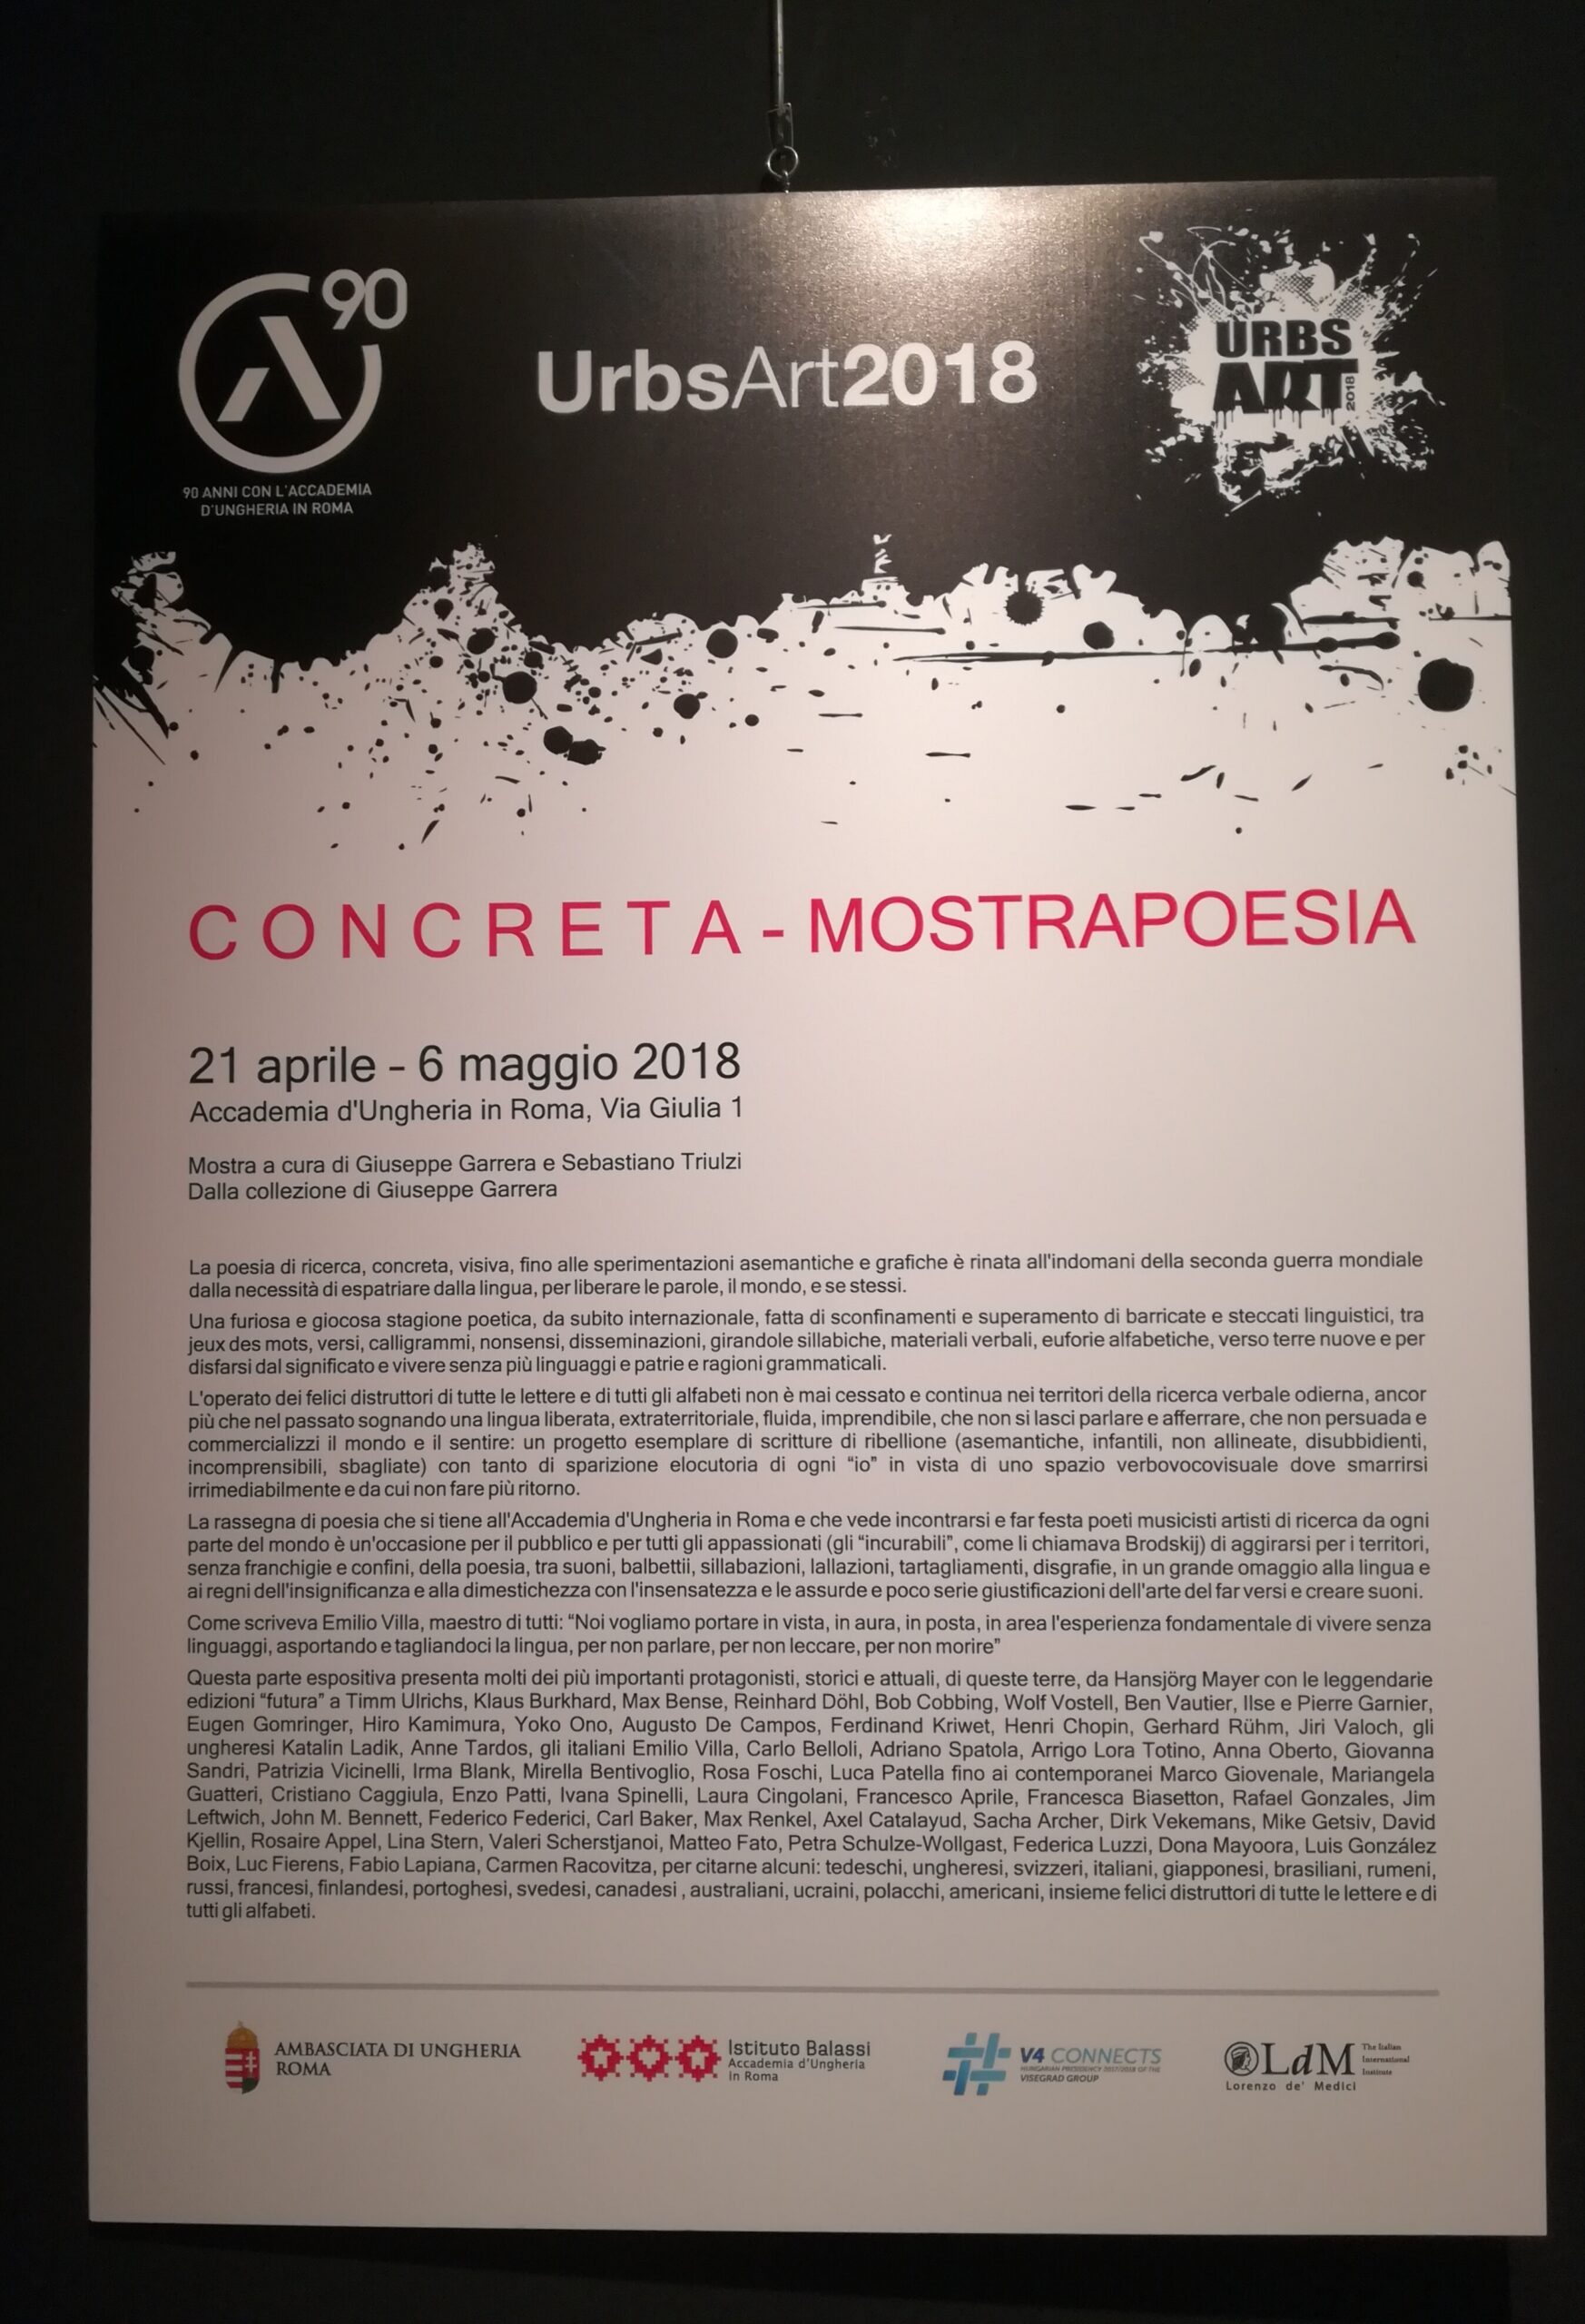 90
90 ANNI CON L'ACCADEMIA
D'UNGHERIA IN ROMA
UrbsArt2018
URBS
ART
2018
CONCRETA - MOSTRAPOESIA
21 aprile - 6 maggio 2018
Accademia d'Ungheria in Roma, Via Giulia 1
Mostra a cura di Giuseppe Garrera e Sebastiano Triulzi
Dalla collezione di Giuseppe Garrera
La poesia di ricerca, concreta, visiva, fino alle sperimentazioni asemantiche e grafiche è rinata all'indomani della seconda guerra mondiale
dalla necessità di espatriare dalla lingua, per liberare le parole, il mondo, e se stessi.
Una furiosa e giocosa stagione poetica, da subito internazionale, fatta di sconfinamenti e superamento di barricate e steccati linguistici, tra
jeux des mots, versi, calligrammi, nonsensi, disseminazioni, girandole sillabiche, materiali verbali, euforie alfabetiche, verso terre nuove e per
disfarsi dal significato e vivere senza più linguaggi e patrie e ragioni grammaticali.
L'operato dei felici distruttori di tutte le lettere e di tutti gli alfabeti non è mai cessato e continua nei territori della ricerca verbale odierna, ancor
più che nel passato sognando una lingua liberata, extraterritoriale, fluida, imprendibile, che non si lasci parlare e afferrare, che non persuada e
commercializzi il mondo e il sentire: un progetto esemplare di scritture di ribellione (asemantiche, infantili, non allineate, disubbidienti,
incomprensibili, sbagliate) con tanto di sparizione elocutoria di ogni “io” in vista di uno spazio verbovocovisuale dove smarrirsi
irrimediabilmente e da cui non fare più ritorno.
La rassegna di poesia che si tiene all'Accademia d'Ungheria in Roma e che vede incontrarsi e far festa poeti musicisti artisti di ricerca da ogni
parte del mondo è un'occasione per il pubblico e per tutti gli appassionati (gli “incurabili”, come li chiamava Brodskij) di aggirarsi per i territori,
senza franchigie e confini, della poesia, tra suoni, balbettii, sillabazioni, lallazioni, tartagliamenti, disgrafie, in un grande omaggio alla lingua e
ai regni dell'insignificanza e alla dimestichezza con l'insensatezza e le assurde e poco serie giustificazioni dell'arte del far versi e creare suoni.
Come scriveva Emilio Villa, maestro di tutti: “Noi vogliamo portare in vista, in aura, in posta, in area l'esperienza fondamentale di vivere senza
linguaggi, asportando e tagliandoci la lingua, per non parlare, per non leccare, per non morire”
Questa parte espositiva presenta molti dei più importanti protagonisti, storici e attuali, di queste terre, da Hansjörg Mayer con le leggendarie
edizioni “futura” a Timm Ulrichs, Klaus Burkhard, Max Bense, Reinhard Döhl, Bob Cobbing, Wolf Vostell, Ben Vautier, Ilse e Pierre Garnier,
Eugen Gomringer, Hiro Kamimura, Yoko Ono, Augusto De Campos, Ferdinand Kriwet, Henri Chopin, Gerhard Rühm, Jiri Valoch, gli
ungheresi Katalin Ladik, Anne Tardos, gli italiani Emilio Villa, Carlo Belloli, Adriano Spatola, Arrigo Lora Totino, Anna Oberto, Giovanna
Sandri, Patrizia Vicinelli, Irma Blank, Mirella Bentivoglio, Rosa Foschi, Luca Patella fino ai contemporanei Marco Giovenale, Mariangela
Guatteri, Cristiano Caggiula, Enzo Patti, Ivana Spinelli, Laura Cingolani, Francesco Aprile, Francesca Biasetton, Rafael Gonzales, Jim
Leftwich, John M. Bennett, Federico Federici, Carl Baker, Max Renkel, Axel Catalayud, Sacha Archer, Dirk Vekemans, Mike Getsiv, David
Kjellin, Rosaire Appel, Lina Stern, Valeri Scherstjanoi, Matteo Fato, Petra Schulze-Wollgast, Federica Luzzi, Dona Mayoora, Luis González
Boix, Luc Fierens, Fabio Lapiana, Carmen Racovitza, per citarne alcuni: tedeschi, ungheresi, svizzeri, italiani, giapponesi, brasiliani, rumeni,
russi, francesi, finlandesi, portoghesi, svedesi, canadesi , australiani, ucraini, polacchi, americani, insieme felici distruttori di tutte le lettere e di
tutti gli alfabeti.
AMBASCIATA DI UNGHERIA
ROMA
Istituto Balassi
Accademia d'Ungheria
in Roma
V4 CONNECTS
HUNGARIAN PRESIDENCY 2017/2018 OF THE
VISEGRAD GROUP
LdM
The Italian
International
Institute
Lorenzo de' Medici